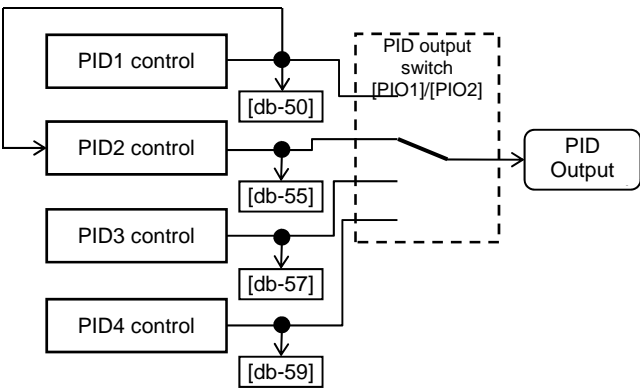 PID1 control
[db-50]
PID output
switch
[PIO1]/[PIO2]
PID2 control
[db-55]
PID
Output
PID3 control
[db-57]
PID4 control
[db-59]